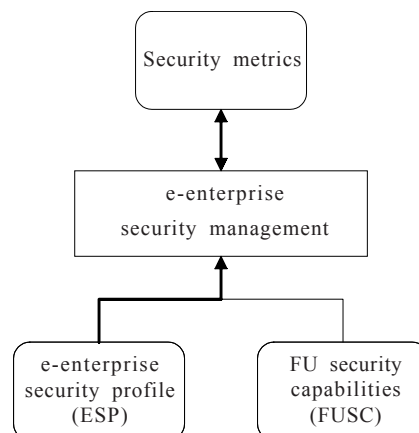 Security metrics
e-enterprise
security management
e-enterprise
security profile
(ESP)
FU security
capabilities
(FUSC)